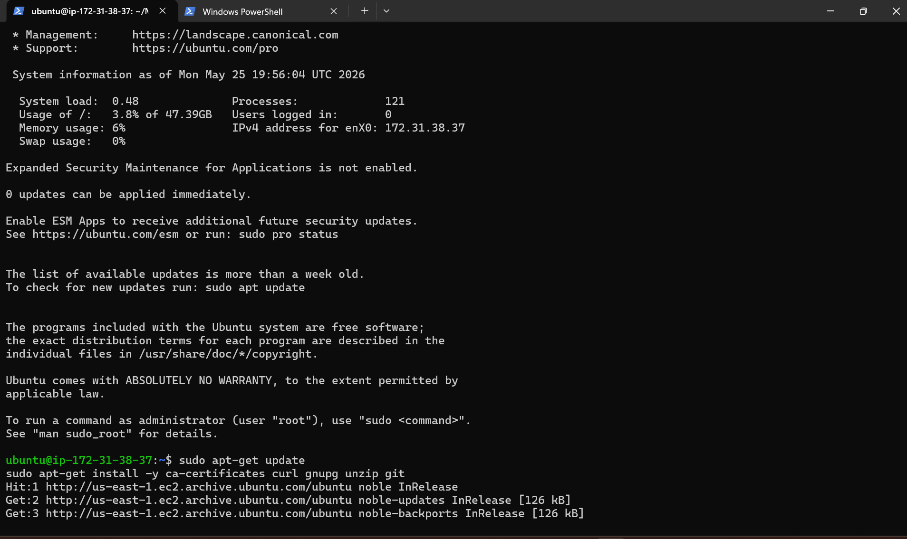 ubuntu@ip-172-31-38-37: ~/M
Windows PowerShell
* Management: https://landscape.canonical.com
* Support: https://ubuntu.com/pro
System information as of Mon May 25 19:56:04 UTC 2026
System load: 0.48 Processes: 121
Usage of /: 3.8% of 47.39GB Users logged in: 0
Memory usage: 6% IPv4 address for enX0: 172.31.38.37
Swap usage: 0%
Expanded Security Maintenance for Applications is not enabled.
0 updates can be applied immediately.
Enable ESM Apps to receive additional future security updates.
See https://ubuntu.com/esm or run: sudo pro status
The list of available updates is more than a week old.
To check for new updates run: sudo apt update
The programs included with the Ubuntu system are free software;
the exact distribution terms for each program are described in the
individual files in /usr/share/doc/*/copyright.
Ubuntu comes with ABSOLUTELY NO WARRANTY, to the extent permitted by
applicable law.
To run a command as administrator (user "root"), use "sudo <command>".
See "man sudo_root" for details.
ubuntu@ip-172-31-38-37:~$ sudo apt-get update
sudo apt-get install -y ca-certificates curl gnupg unzip git
Hit:1 http://us-east-1.ec2.archive.ubuntu.com/ubuntu noble InRelease
Get:2 http://us-east-1.ec2.archive.ubuntu.com/ubuntu noble-updates InRelease [126 kB]
Get:3 http://us-east-1.ec2.archive.ubuntu.com/ubuntu noble-backports InRelease [126 kB]